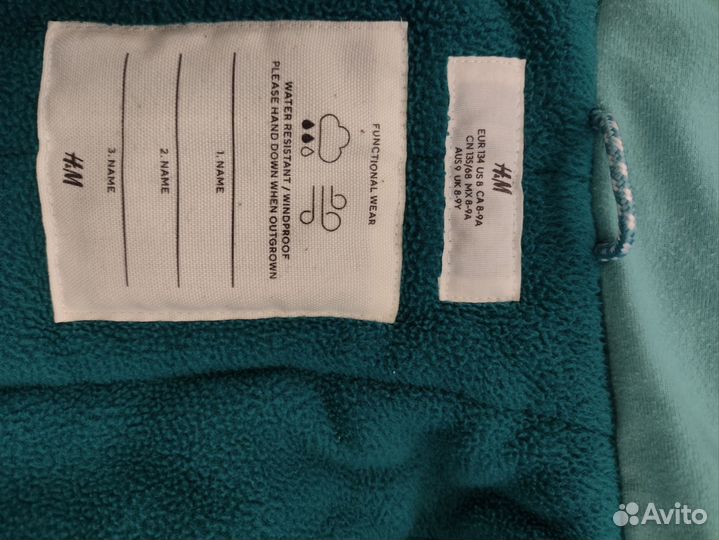 H&M
EUR 134 US 8 CA 8-9A
CN 135/68 MX 8-9A
AUS 9 UK 8-9Y
FUNCTIONAL WEAR
WATER RESISTANT / WINDPROOF
PLEASE HAND DOWN WHEN OUTGROWN
1. NAME
2. NAME
3. NAME
H&M
Avito